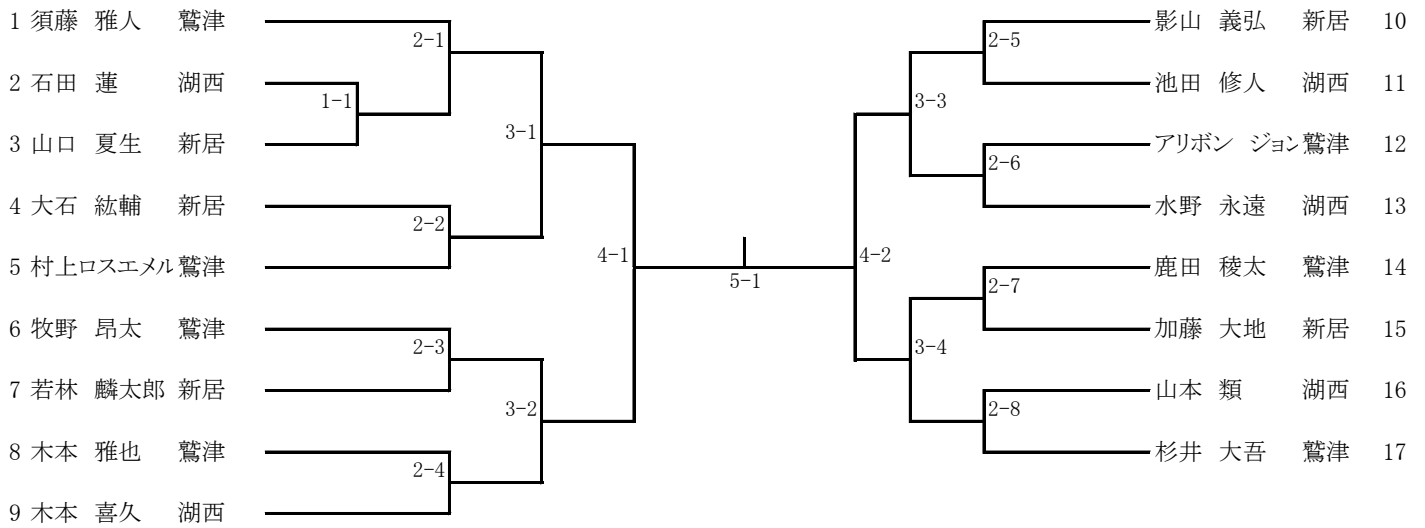 1 須藤 雅人 鷲津
2 石田 蓮 湖西
3 山口 夏生 新居
4 大石 紘輔 新居
5 村上ロスエメル 鷲津
6 牧野 昂太 鷲津
7 若林 麟太郎 新居
8 木本 雅也 鷲津
9 木本 喜久 湖西
2-1
1-1
3-1
2-2
4-1
2-3
3-2
2-4
5-1
2-5
3-3
2-6
4-2
2-7
3-4
2-8
影山 義弘 新居 10
池田 修人 湖西 11
アリボン ジョン 鷲津 12
水野 永遠 湖西 13
鹿田 稜太 鷲津 14
加藤 大地 新居 15
山本 類 湖西 16
杉井 大吾 鷲津 17